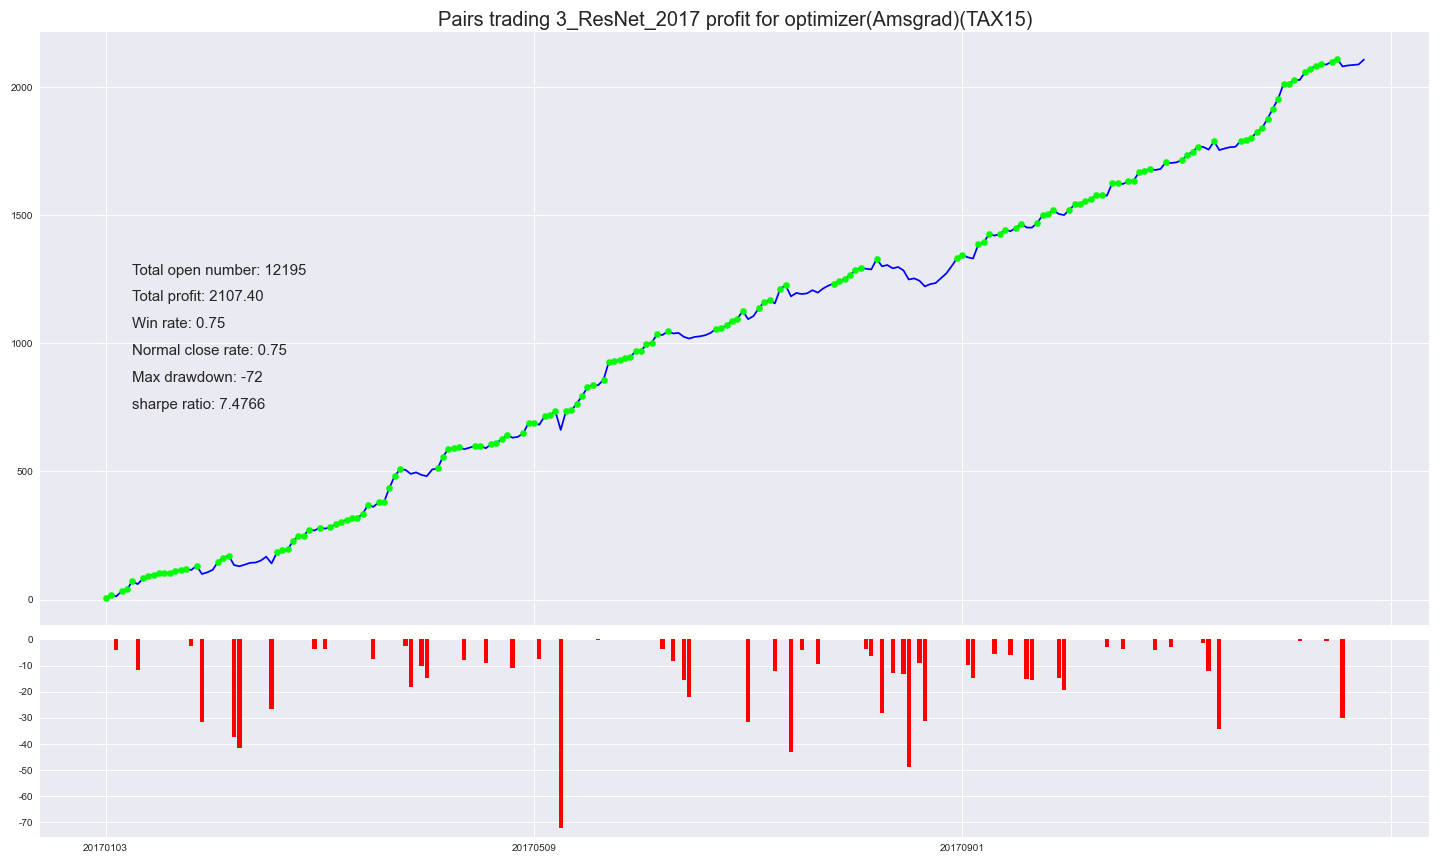 Pairs trading 3_ResNet_2017 profit for optimizer(Amsgrad)(TAX15)
2000
1500
1000
500
0
Total open number: 12195
Total profit: 2107.40
Win rate: 0.75
Normal close rate: 0.75
Max drawdown: -72
sharpe ratio: 7.4766
0
-10
-20
-30
-40
-50
-60
-70
20170103
20170509
20170901